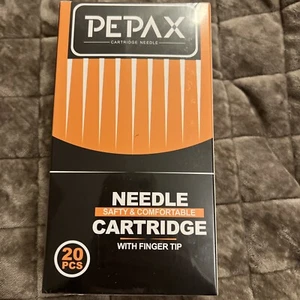 PEPAX
CARTRIDGE NEEDLE
NEEDLE
SAFTY & COMFORTABLE
CARTRIDGE
WITH FINGER TIP
20
PCS